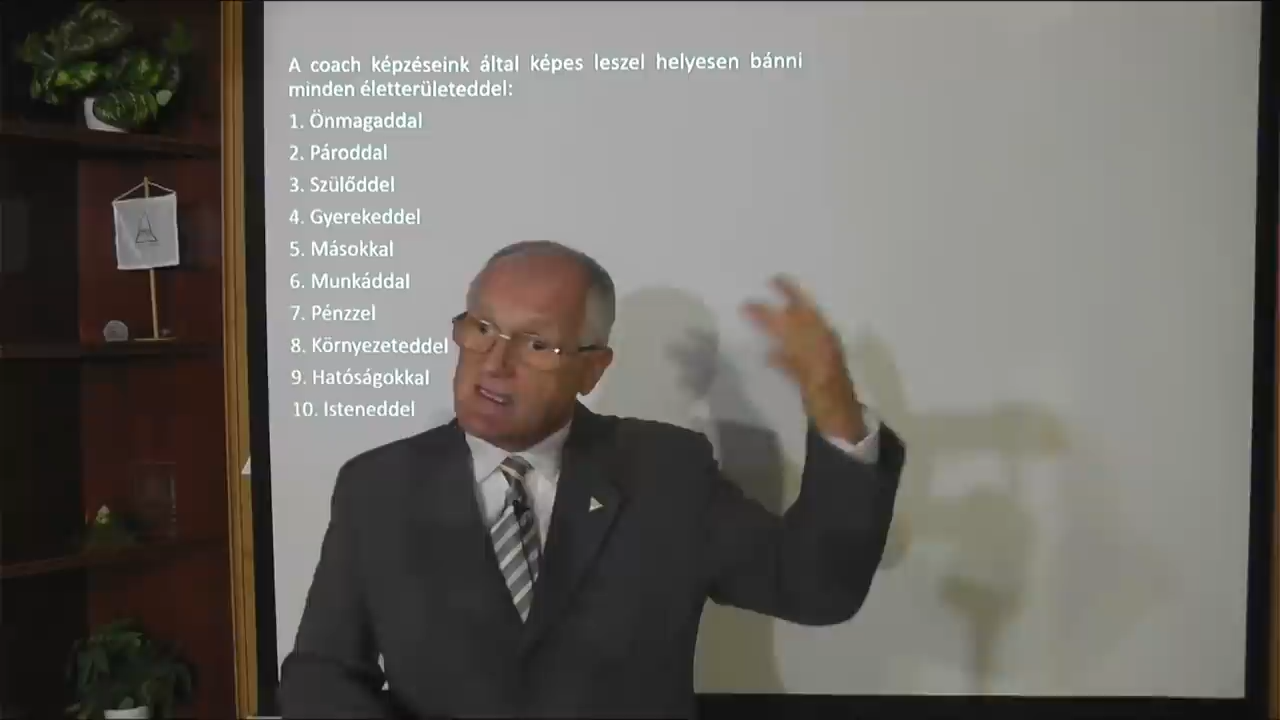 A coach képzéseink által képes leszel helyesen bánni
minden életterületeddel:
1. Önmagaddal
2. Pároddal
3. Szülőddel
4. Gyerekeddel
5. Másokkal
6. Munkáddal
7. Pénzzel
8. Környezeteddel
9. Hatóságokkal
10. Isteneddel